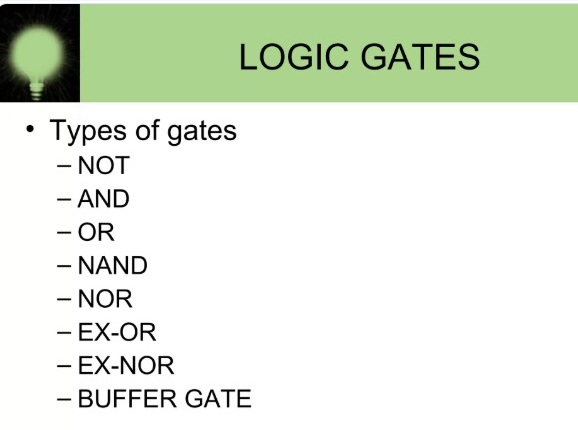 LOGIC GATES
• Types of gates
– NOT
– AND
– OR
– NAND
– NOR
– EX-OR
– EX-NOR
– BUFFER GATE